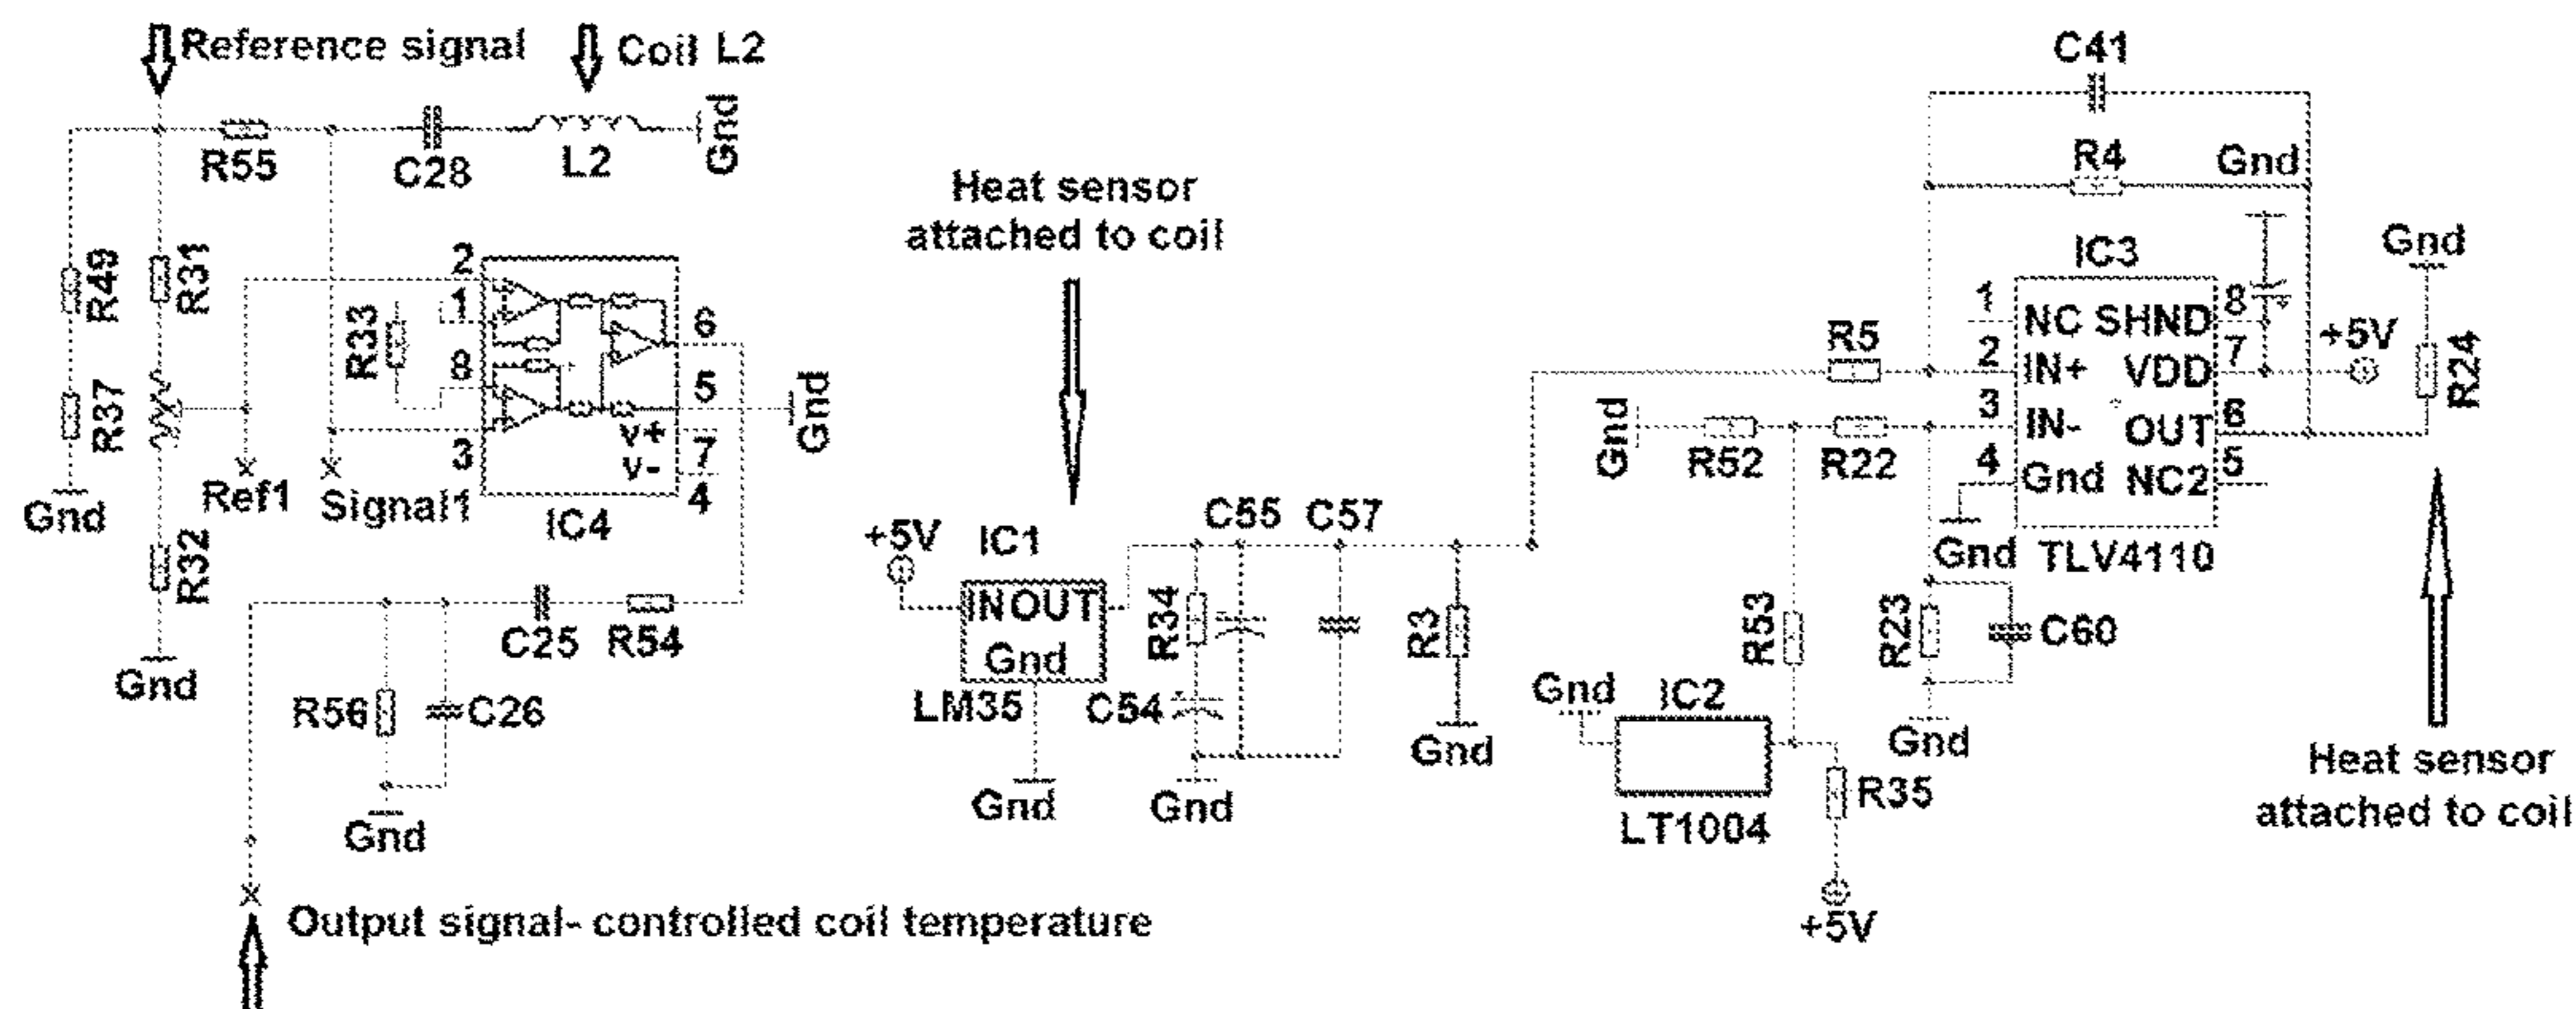 Reference signal
Coil L2
R55
C28
L2
Gnd
R49
R31
R37
R33
2
1
8
3
6
5
v+
7
v-
4
IC4
Gnd
Gnd
Ref1
Signal1
R32
Gnd
C25
R54
R56
C26
Gnd
Output signal- controlled coil temperature
Heat sensor
attached to coil
+5V
IC1
INOUT
Gnd
LM35
Gnd
R34
C54
C55
C57
Gnd
R3
Gnd
C41
R4
Gnd
IC3
R5
1
2
3
4
NC SHND
IN+ VDD
IN- OUT
Gnd NC2
8
7
6
5
+5V
Gnd
R24
Gnd
R52
R22
Gnd
TLV4110
R53
R23
C60
Gnd
Gnd
IC2
LT1004
R35
+5V
Heat sensor
attached to coil